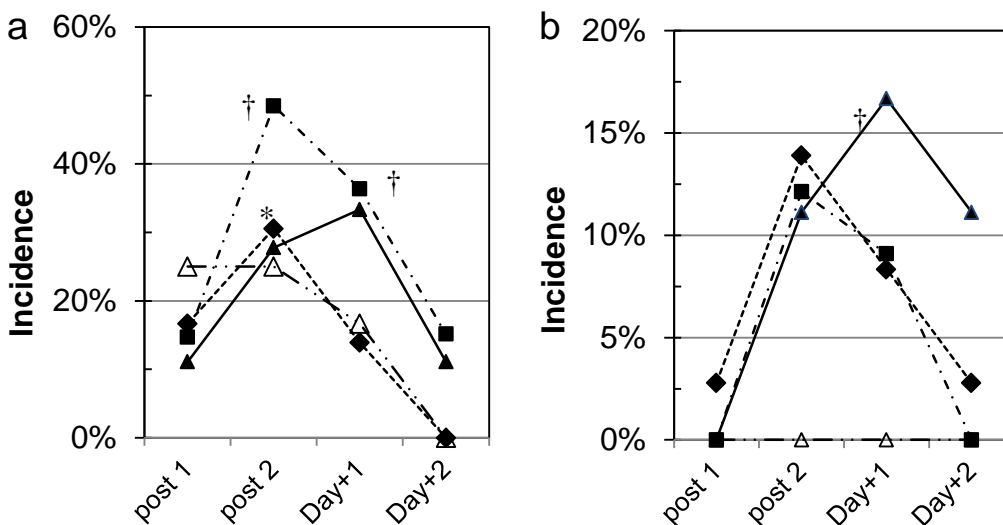 a
60%
40%
20%
0%
Incidence
†
*
†
post 1
post 2
Day+1
Day+2
b
20%
15%
10%
5%
0%
Incidence
†
post 1
post 2
Day+1
Day+2